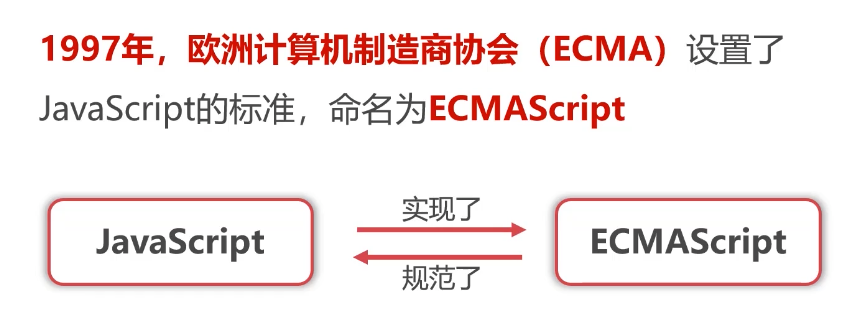 1997年，欧洲计算机制造商协会（ECMA）设置了
JavaScript的标准，命名为ECMAScript
实现了
JavaScript
ECMAScript
规范了